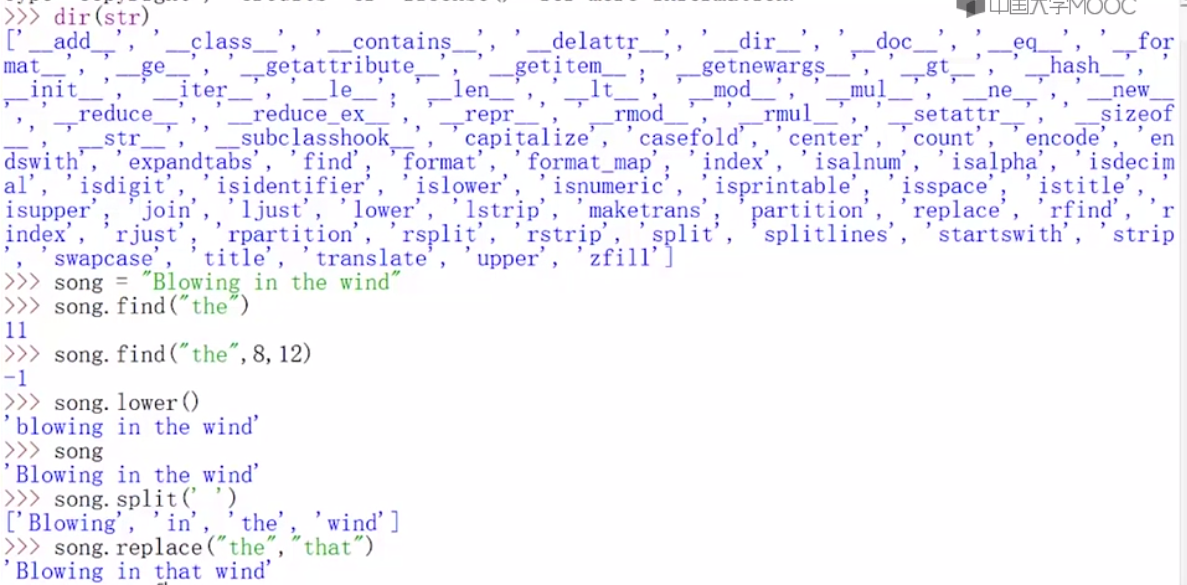 中国大学MOOC
>>> dir(str)
['__add__', '__class__', '__contains__', '__delattr__', '__dir__', '__doc__', '__eq__', '__for
mat__', '__ge__', '__getattribute__', '__getitem__', '__getnewargs__', '__gt__', '__hash__', '
__init__', '__iter__', '__le__', '__len__', '__lt__', '__mod__', '__mul__', '__ne__', '__new__
', '__reduce__', '__reduce_ex__', '__repr__', '__rmod__', '__rmul__', '__setattr__', '__sizeof
__', '__str__', '__subclasshook__', 'capitalize', 'casefold', 'center', 'count', 'encode', 'en
dswith', 'expandtabs', 'find', 'format', 'format_map', 'index', 'isalnum', 'isalpha', 'isdecim
al', 'isdigit', 'isidentifier', 'islower', 'isnumeric', 'isprintable', 'isspace', 'istitle', '
isupper', 'join', 'ljust', 'lower', 'lstrip', 'maketrans', 'partition', 'replace', 'rfind', 'r
index', 'rjust', 'rpartition', 'rsplit', 'rstrip', 'split', 'splitlines', 'startswith', 'strip
', 'swapcase', 'title', 'translate', 'upper', 'zfill']
>>> song = "Blowing in the wind"
>>> song.find("the")
11
>>> song.find("the",8,12)
-1
>>> song.lower()
'blowing in the wind'
>>> song
'Blowing in the wind'
>>> song.split(' ')
['Blowing', 'in', 'the', 'wind']
>>> song.replace("the","that")
'Blowing in that wind'